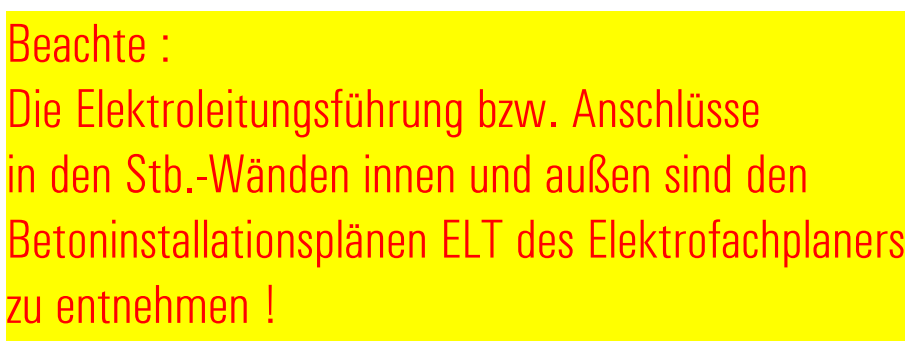 Beachte :
Die Elektroleitungsführung bzw. Anschlüsse
in den Stb.-Wänden innen und außen sind den
Betoninstallationsplänen ELT des Elektrofachplaners
zu entnehmen !